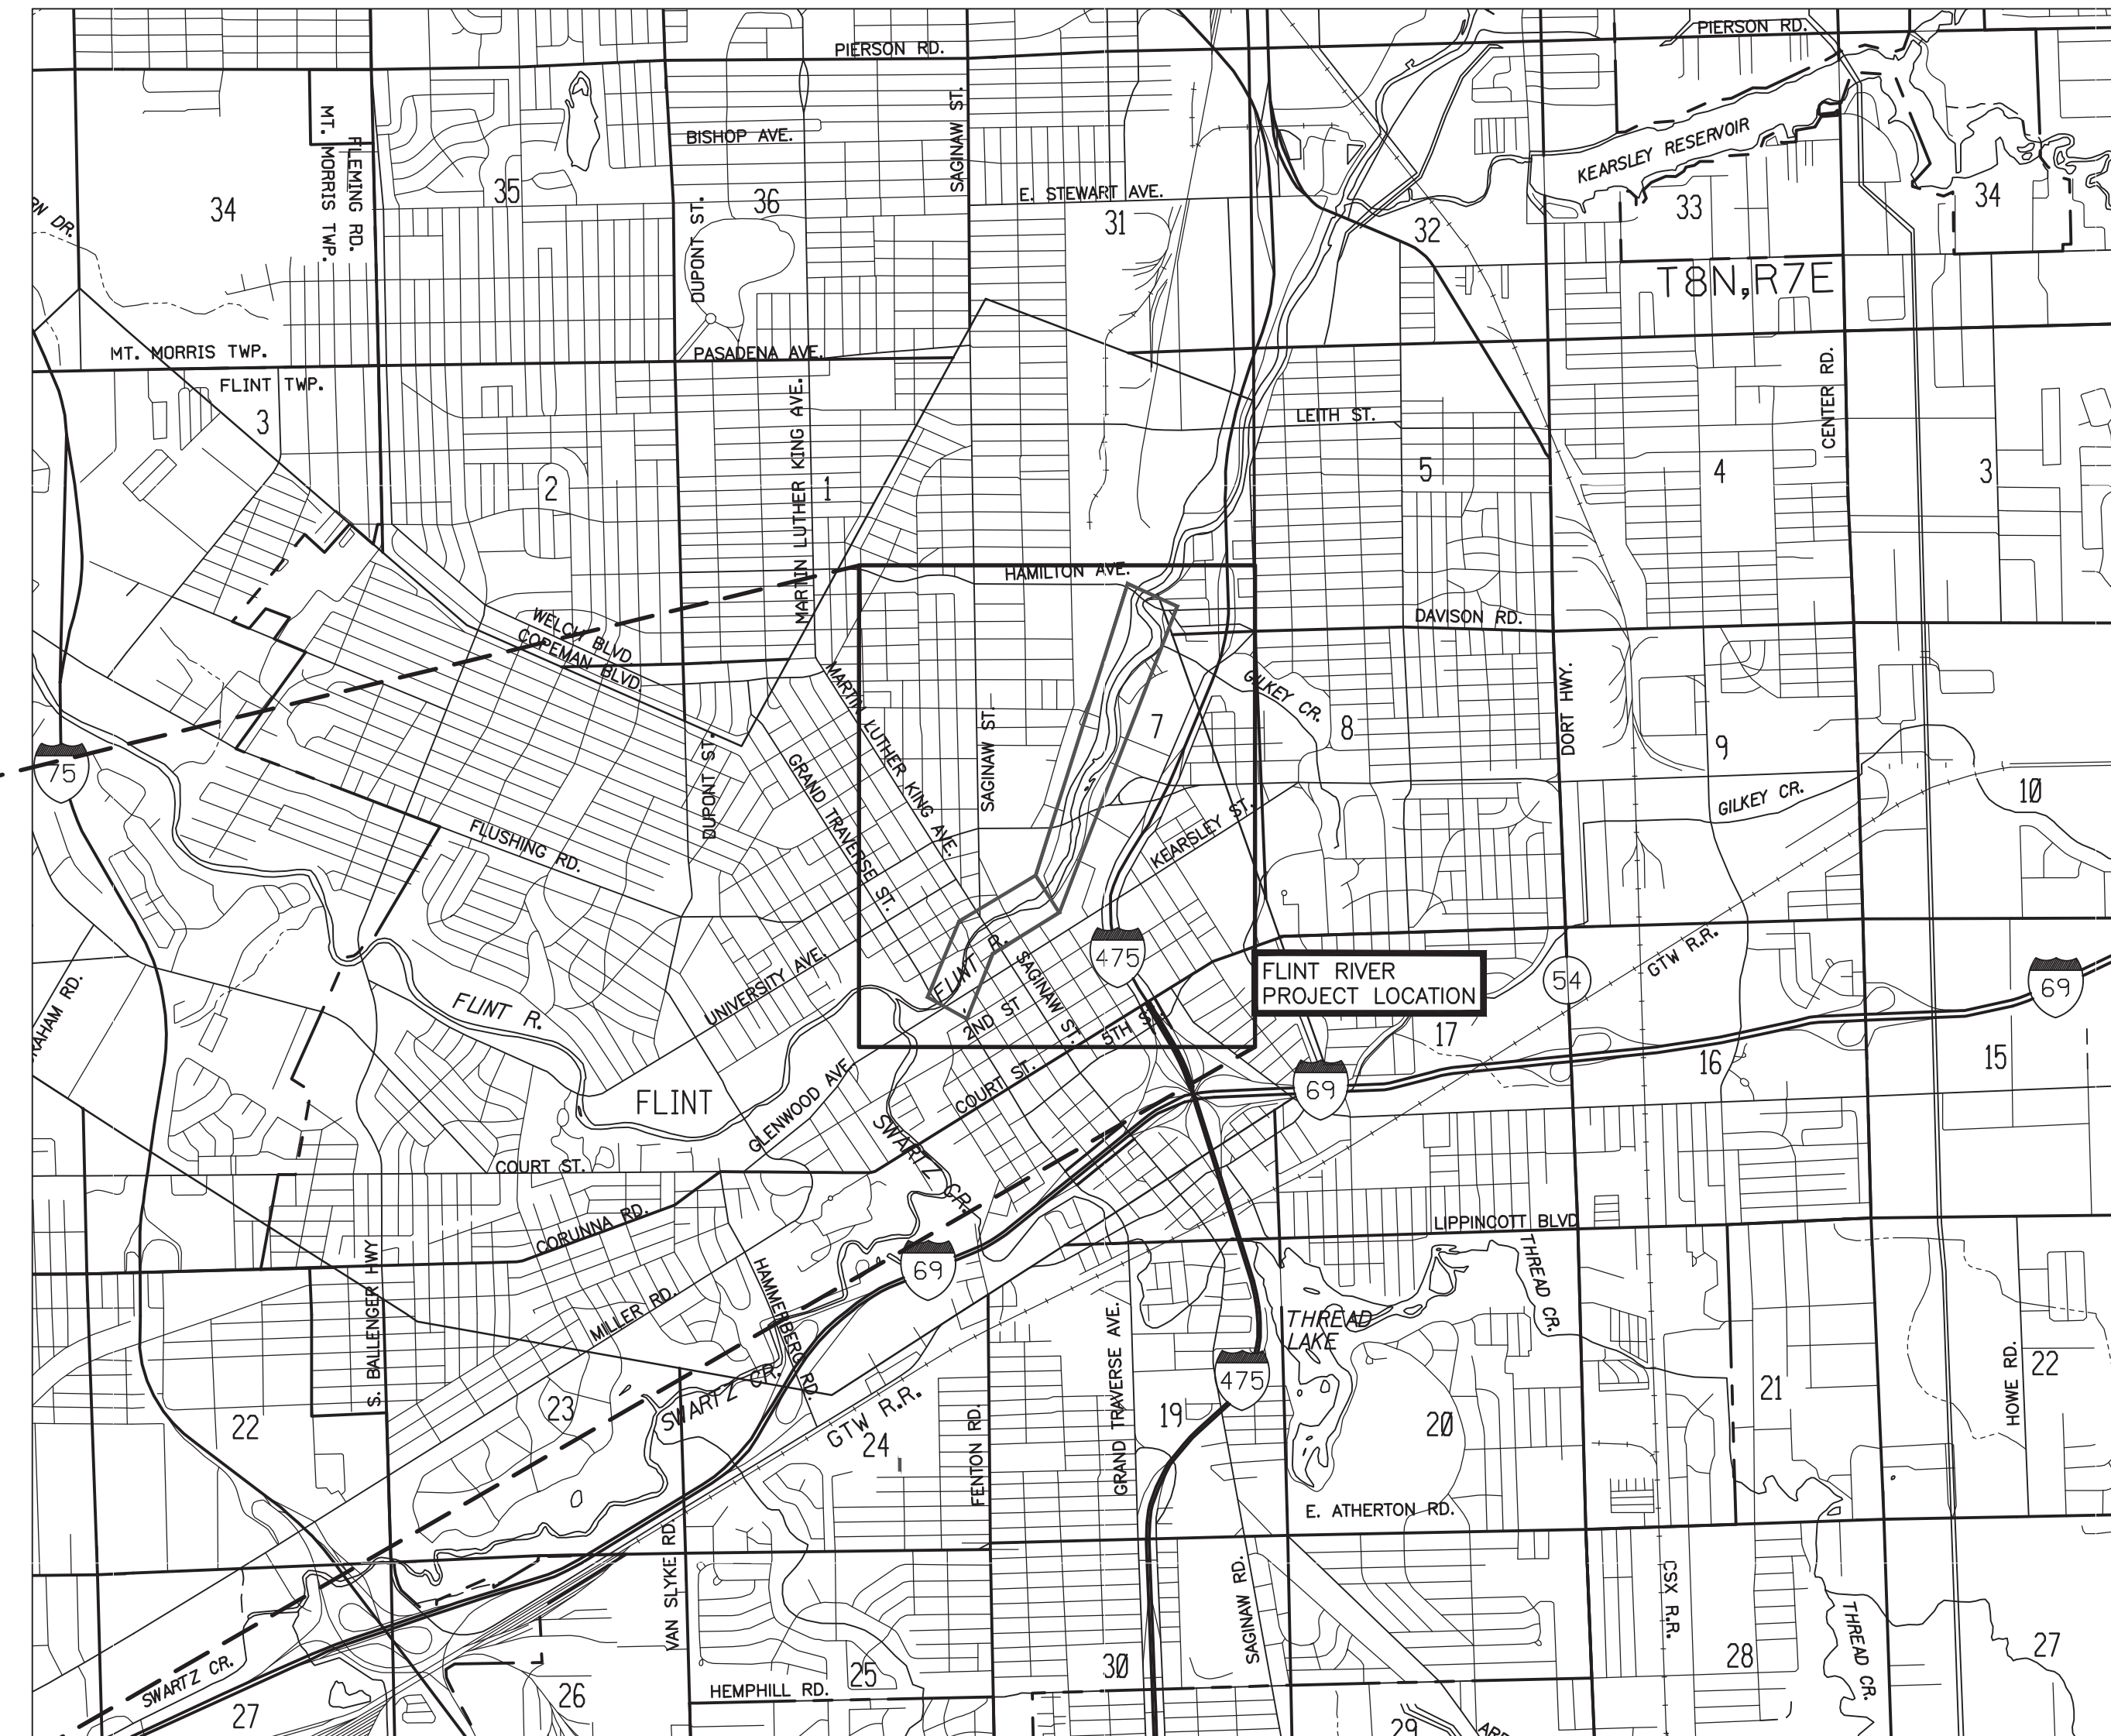 PIERSON RD.
PIERSON RD.
MT. MORRIS TWP.
FLEMING RD.
BISHOP AVE.
SAGINAW ST.
KEARSLEY RESERVOIR
E. STEWART AVE.
34
35
36
31
32
33
34
DR.
DUPONT ST.
T8N,R7E
MT. MORRIS TWP.
PASADENA AVE.
FLINT TWP.
3
MARTIN LUTHER KING AVE.
LEITH ST.
CENTER RD.
2
1
5
4
3
HAMILTON AVE.
WELCH BLVD.
COPEMAN BLVD.
DAVISON RD.
MARTIN LUTHER KING AVE.
GILKEY CR.
DORT HWY.
7
8
9
75
DUPONT ST.
GRAND TRAVERSE ST.
SAGINAW ST.
GILKEY CR.
10
FLUSHING RD.
KEARSLEY ST.
UNIVERSITY AVE.
FLINT R.
SAGINAW ST.
475
FLINT RIVER
PROJECT LOCATION
54
GTW R.R.
69
FLINT R.
2ND ST
5TH ST.
17
16
15
FLINT
GLENWOOD AVE.
COURT ST.
69
SWARTZ CR.
COURT ST.
CORUNNA RD.
LIPPINCOTT BLVD
S. BALLENGER HWY
HAMMERBERG RD.
69
MILLER RD.
GRAND TRAVERSE AVE.
THREAD
LAKE
THREAD CR.
475
HOWE RD.
22
23
SWARTZ CR.
GTW R.R.
24
FENTON RD.
19
20
21
22
E. ATHERTON RD.
VAN SLYKE RD.
SAGINAW RD.
CSX R.R.
THREAD CR.
SWARTZ CR.
27
26
25
HEMPHILL RD.
30
29
28
27